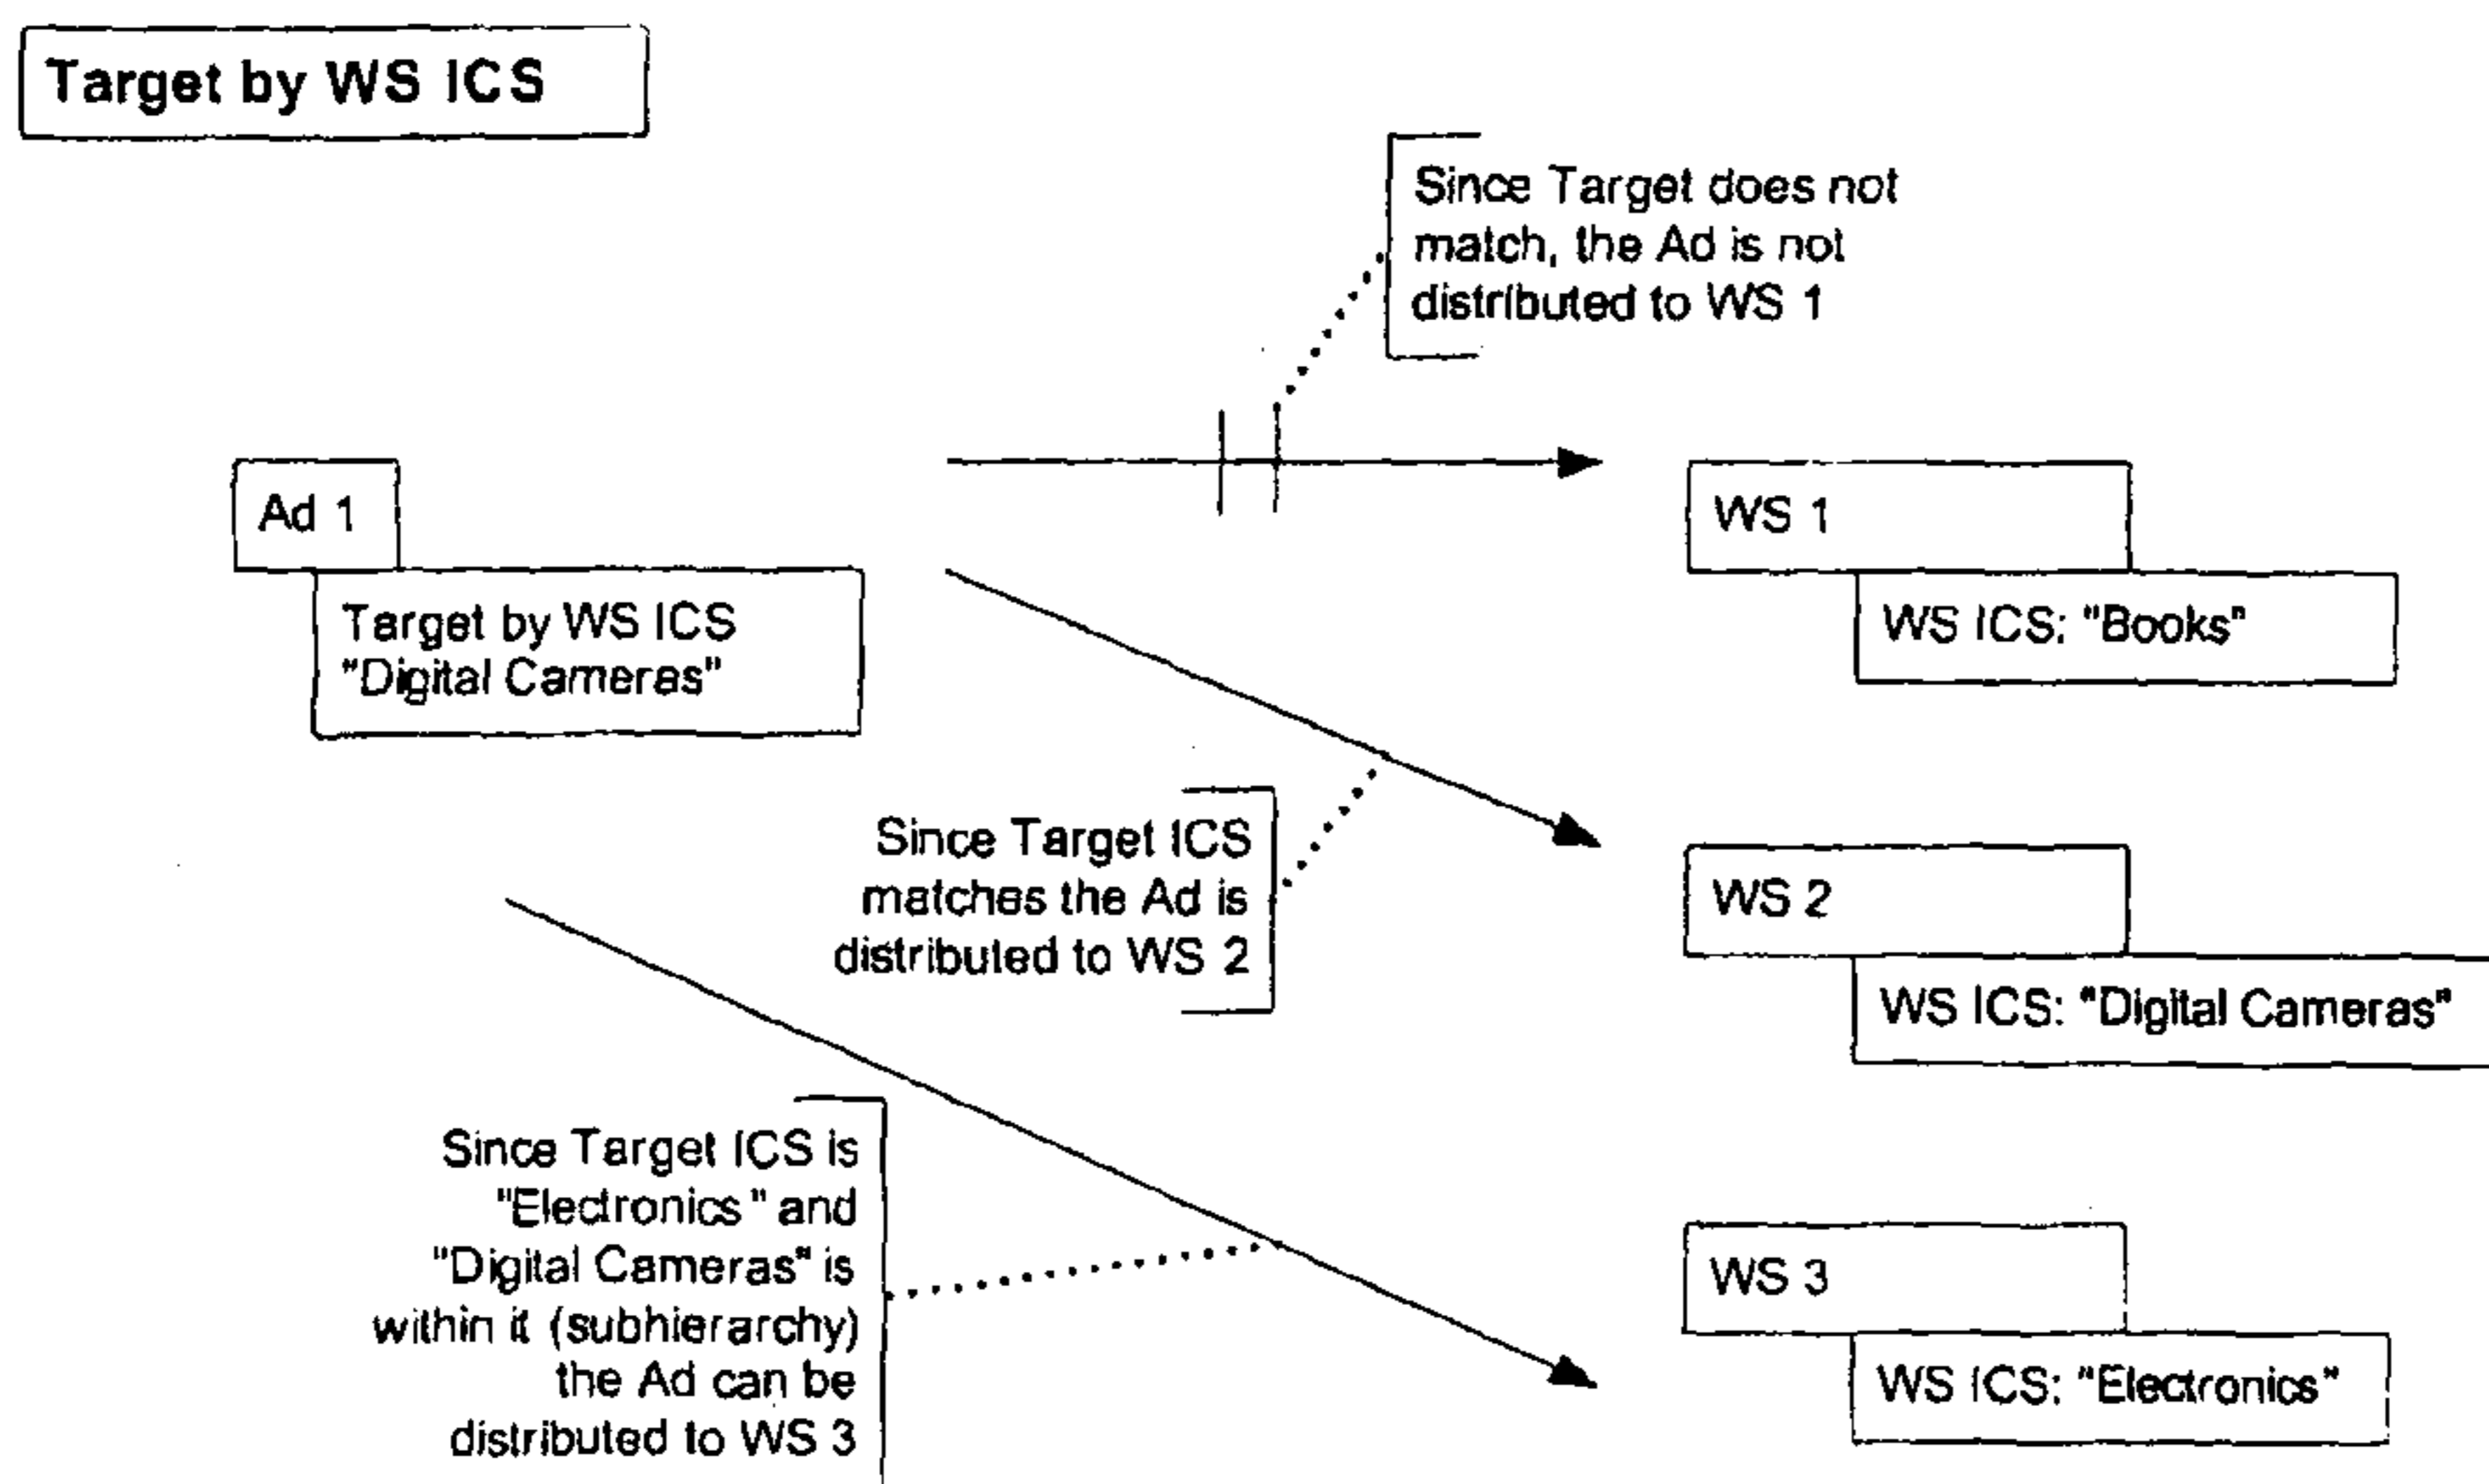 Target by WS ICS
Since Target does not
match, the Ad is not
distributed to WS 1
Ad 1
Target by WS ICS
"Digital Cameras"
WS 1
WS ICS: "Books"
Since Target ICS
matches the Ad is
distributed to WS 2
WS 2
WS ICS: "Digital Cameras"
Since Target ICS is
"Electronics" and
"Digital Cameras" is
within it (subhierarchy)
the Ad can be
distributed to WS 3
WS 3
WS ICS: "Electronics"